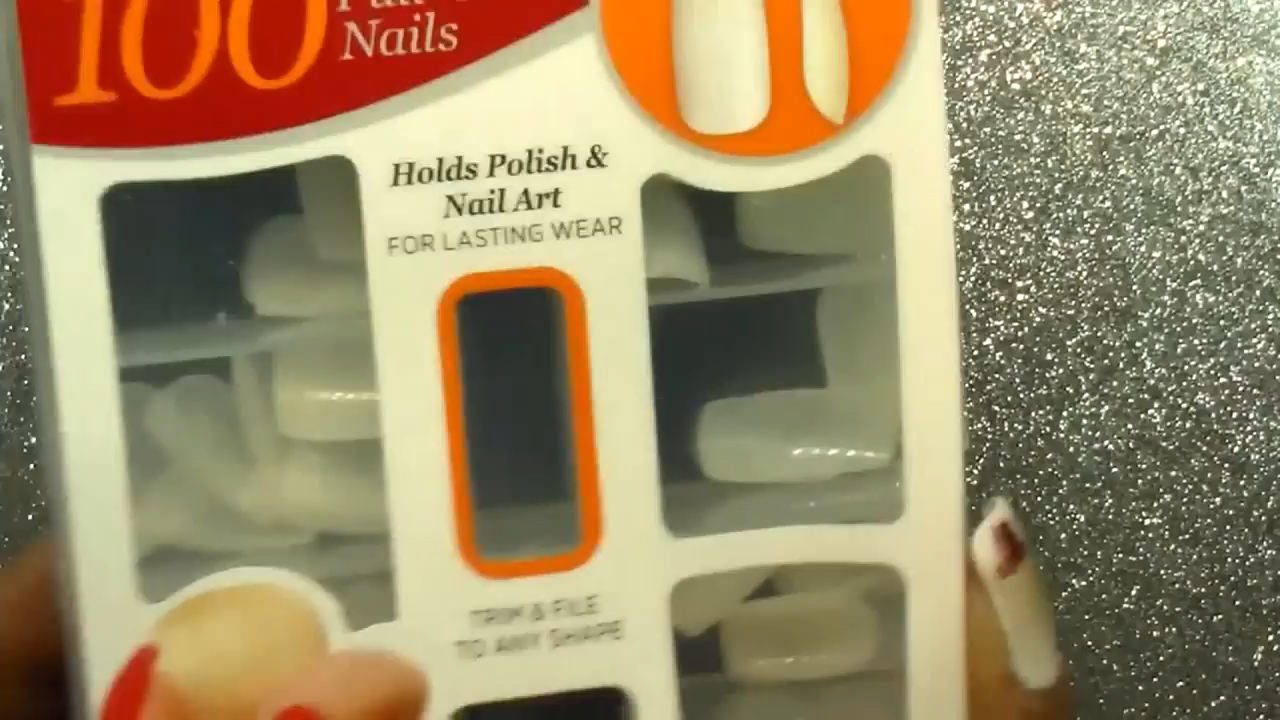 100
Nails
Holds Polish &
Nail Art
FOR LASTING WEAR
TRIM & FILE
TO ANY SHAPE